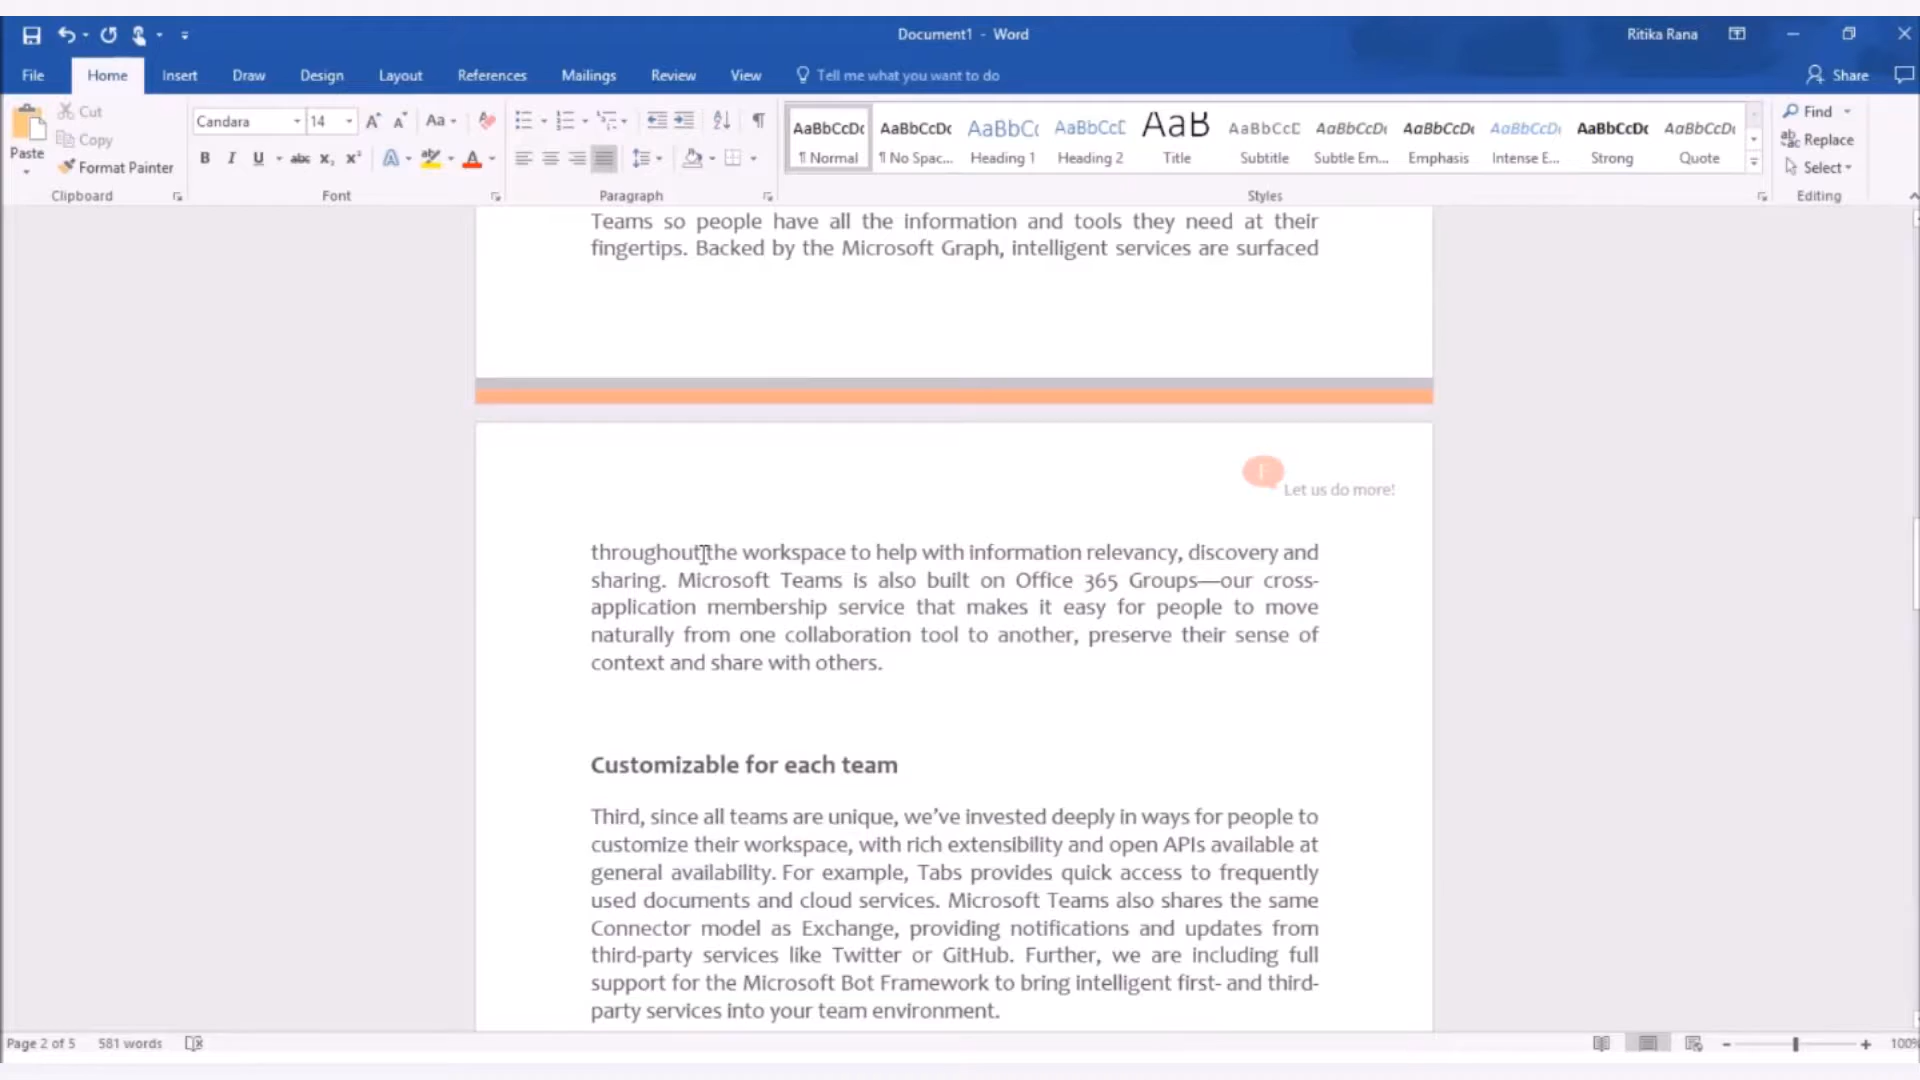 Document1 - Word
Ritika Rana
File Home Insert Draw Design Layout References Mailings Review View Tell me what you want to do Share
Paste
Cut
Copy
Format Painter
Clipboard
Candara 14
Font
Paragraph
AaBbCcDc AaBbCcDc AaBbC( AaBbCcC AaB AaBbCcC AaBbCcDc AaBbCcDc AaBbCcDc AaBbCcDc AaBbCcDc
¶ Normal ¶ No Spac... Heading 1 Heading 2 Title Subtitle Subtle Em... Emphasis Intense E... Strong Quote
Styles
Find
Replace
Select
Editing
Teams so people have all the information and tools they need at their
fingertips. Backed by the Microsoft Graph, intelligent services are surfaced
Let us do more!
throughout the workspace to help with information relevancy, discovery and
sharing. Microsoft Teams is also built on Office 365 Groups—our cross-
application membership service that makes it easy for people to move
naturally from one collaboration tool to another, preserve their sense of
context and share with others.
Customizable for each team
Third, since all teams are unique, we’ve invested deeply in ways for people to
customize their workspace, with rich extensibility and open APIs available at
general availability. For example, Tabs provides quick access to frequently
used documents and cloud services. Microsoft Teams also shares the same
Connector model as Exchange, providing notifications and updates from
third-party services like Twitter or GitHub. Further, we are including full
support for the Microsoft Bot Framework to bring intelligent first- and third-
party services into your team environment.
Page 2 of 5 581 words 100%